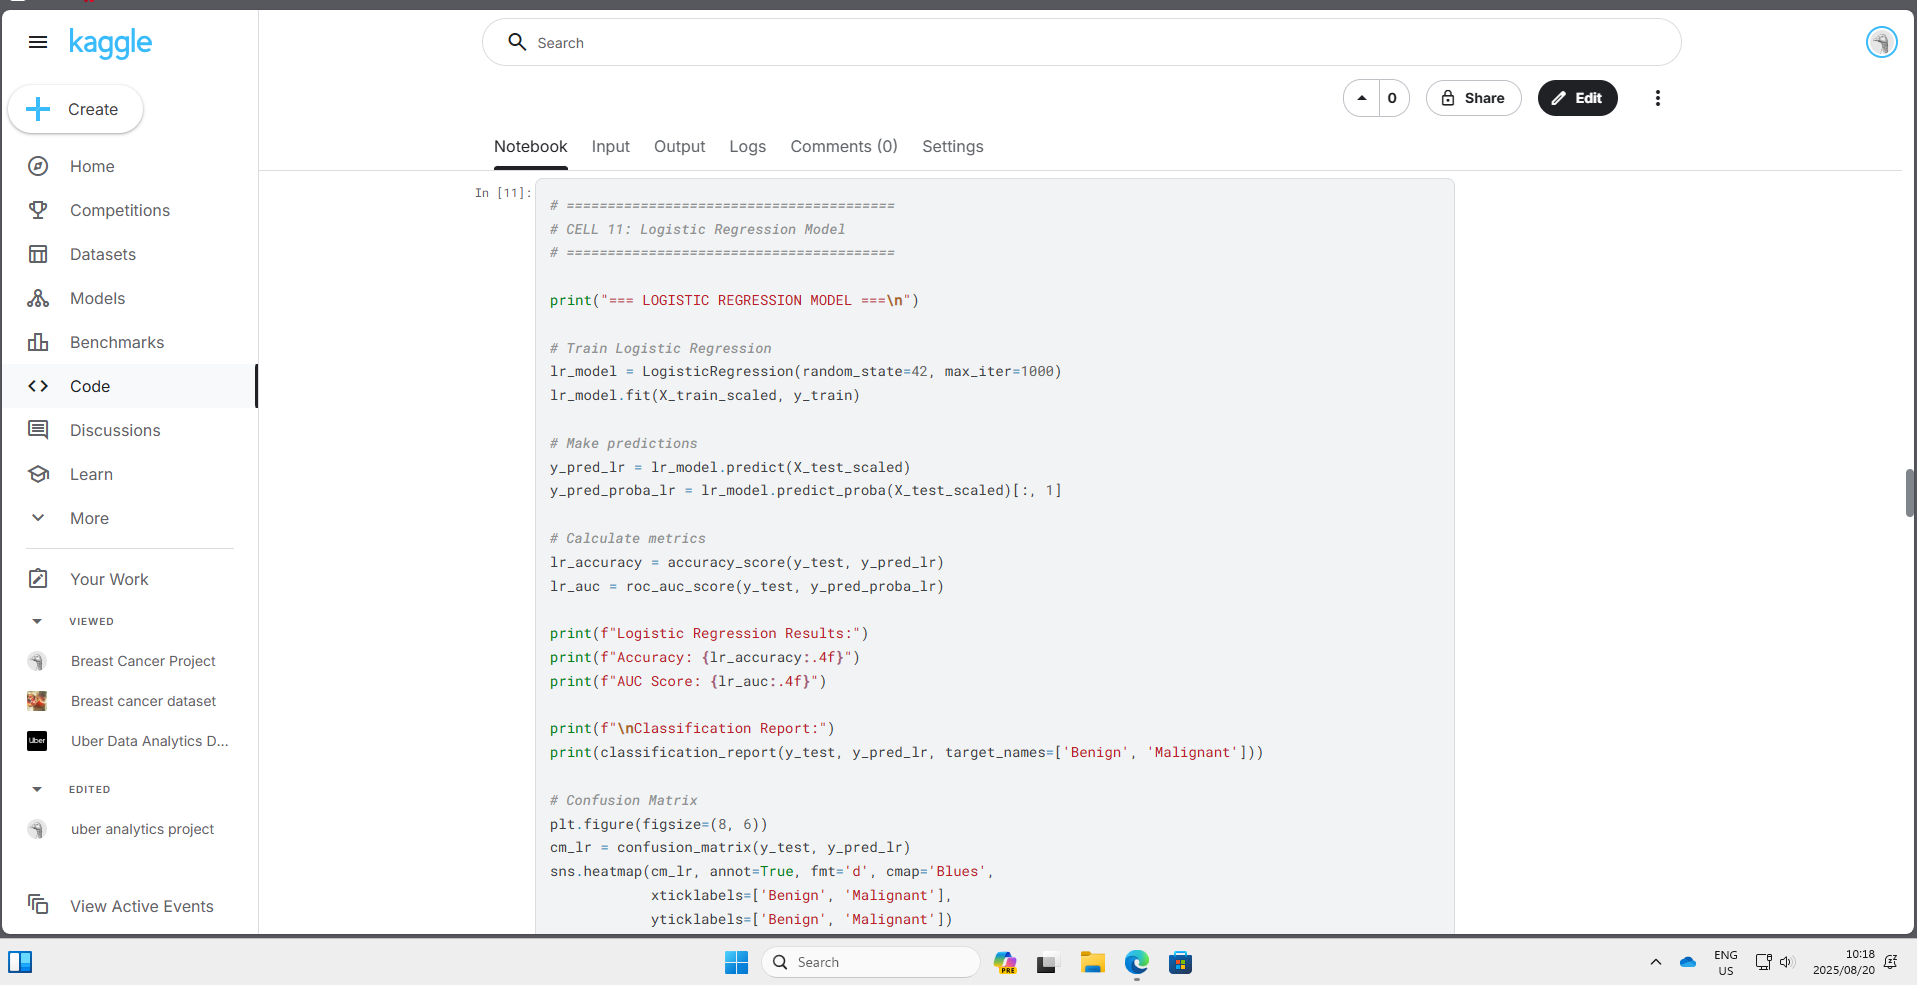 kaggle
Search
Create
0
Share
Edit
Home
Competitions
Datasets
Models
Benchmarks
Code
Discussions
Learn
More
Your Work
VIEWED
Breast Cancer Project
Breast cancer dataset
Uber
Uber Data Analytics D...
EDITED
uber analytics project
View Active Events
Notebook Input Output Logs Comments (0) Settings
In [11]:
# ========================================
# CELL 11: Logistic Regression Model
# ========================================
print("=== LOGISTIC REGRESSION MODEL ===\n")
# Train Logistic Regression
lr_model = LogisticRegression(random_state=42, max_iter=1000)
lr_model.fit(X_train_scaled, y_train)
# Make predictions
y_pred_lr = lr_model.predict(X_test_scaled)
y_pred_proba_lr = lr_model.predict_proba(X_test_scaled)[:, 1]
# Calculate metrics
lr_accuracy = accuracy_score(y_test, y_pred_lr)
lr_auc = roc_auc_score(y_test, y_pred_proba_lr)
print(f"Logistic Regression Results:")
print(f"Accuracy: {lr_accuracy:.4f}")
print(f"AUC Score: {lr_auc:.4f}")
print(f"\nClassification Report:")
print(classification_report(y_test, y_pred_lr, target_names=['Benign', 'Malignant']))
# Confusion Matrix
plt.figure(figsize=(8, 6))
cm_lr = confusion_matrix(y_test, y_pred_lr)
sns.heatmap(cm_lr, annot=True, fmt='d', cmap='Blues',
xticklabels=['Benign', 'Malignant'],
yticklabels=['Benign', 'Malignant'])
Search
PRE
ENG
US
10:18
2025/08/20